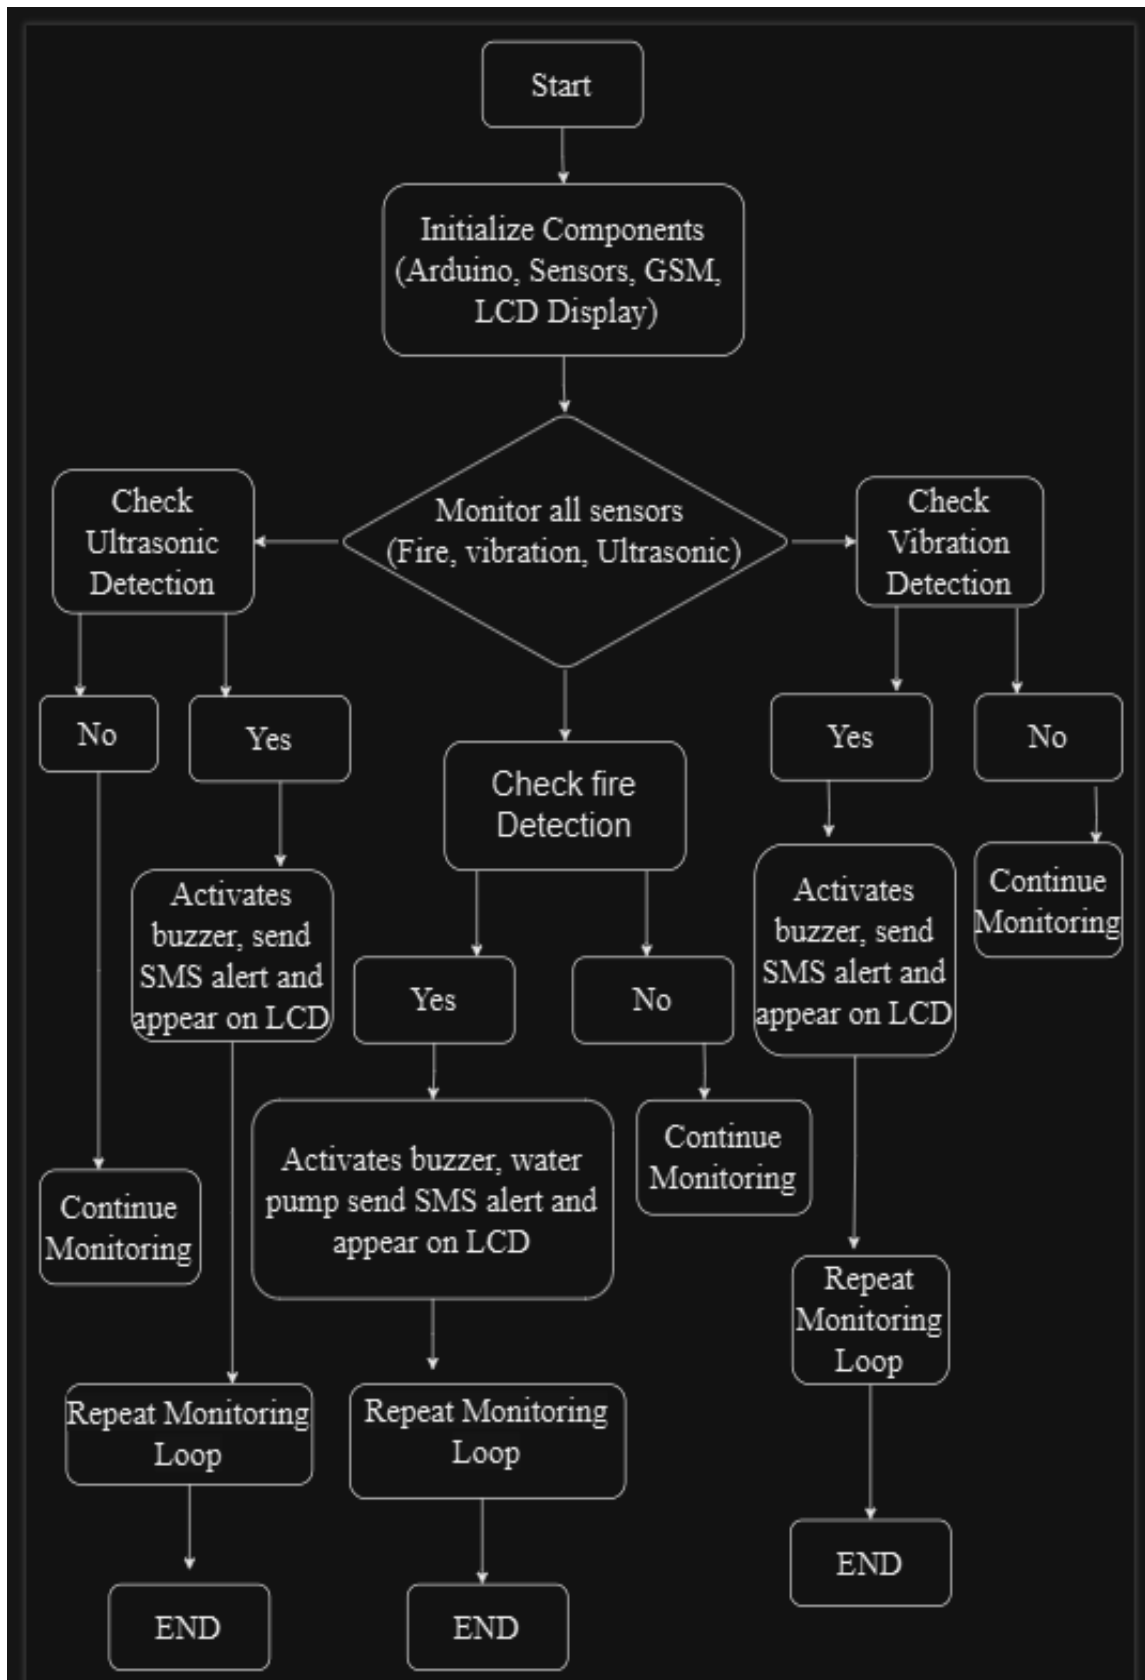 Start
Initialize Components
(Arduino, Sensors, GSM,
LCD Display)
Monitor all sensors
(Fire, vibration, Ultrasonic)
Check
Ultrasonic
Detection
No
Yes
Activates
buzzer, send
SMS alert and
appear on LCD
Continue
Monitoring
Repeat Monitoring
Loop
END
Check fire
Detection
Yes
No
Activates buzzer, water
pump send SMS alert and
appear on LCD
Continue
Monitoring
Repeat Monitoring
Loop
END
Check
Vibration
Detection
Yes
No
Activates
buzzer, send
SMS alert and
appear on LCD
Continue
Monitoring
Repeat
Monitoring
Loop
END